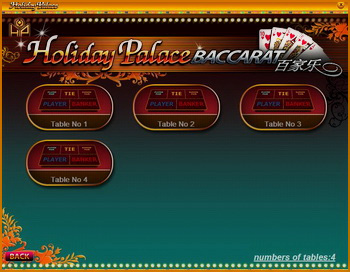 Holiday Palace
HP
Holiday Palace BACCARAT
百家乐
TIE TIE TIE
PLAYER BANKER PLAYER BANKER PLAYER BANKER
Table No 1 Table No 2 Table No 3
TIE
PLAYER BANKER
Table No 4
BACK
numbers of tables:4